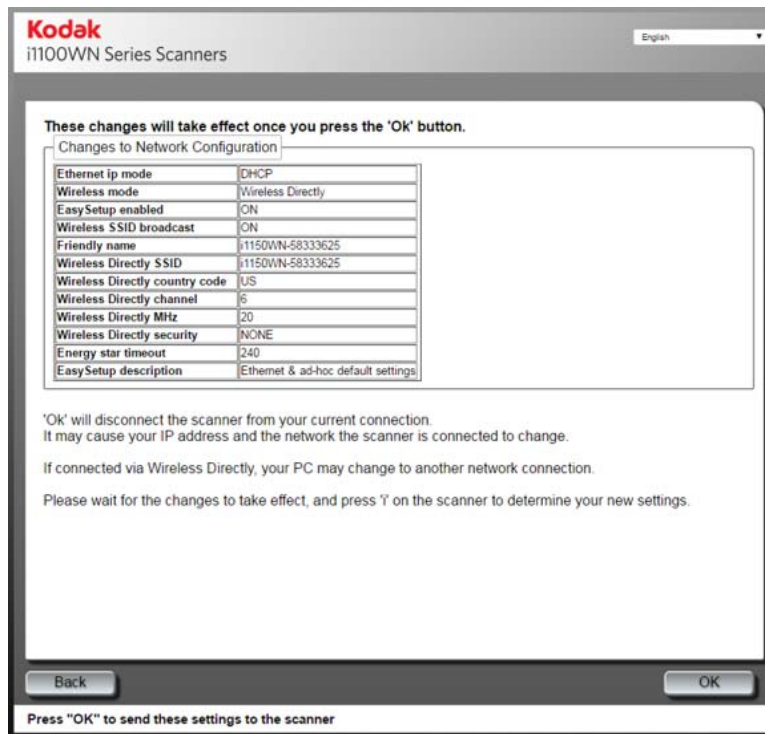 Kodak
i1100WN Series Scanners
English
These changes will take effect once you press the 'Ok' button.
Changes to Network Configuration
Ethernet ip mode DHCP
Wireless mode Wireless Directly
EasySetup enabled ON
Wireless SSID broadcast ON
Friendly name i1150WN-58333625
Wireless Directly SSID i1150WN-58333625
Wireless Directly country code US
Wireless Directly channel 6
Wireless Directly MHz 20
Wireless Directly security NONE
Energy star timeout 240
EasySetup description Ethernet & ad-hoc default settings
'Ok' will disconnect the scanner from your current connection.
It may cause your IP address and the network the scanner is connected to change.
If connected via Wireless Directly, your PC may change to another network connection.
Please wait for the changes to take effect, and press 'i' on the scanner to determine your new settings.
Back
OK
Press "OK" to send these settings to the scanner